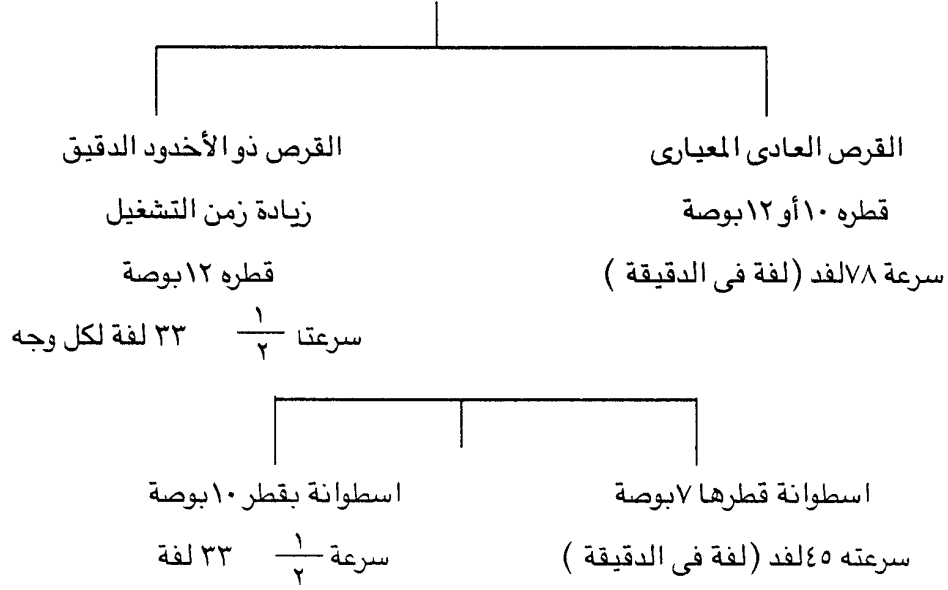 القرص العادى المعيارى
قطره ١٠ أو ١٢ بوصة
سرعة ٧٨ لفد (لفة فى الدقيقة )
القرص ذو الأخدود الدقيق
زيادة زمن التشغيل
قطره ١٢ بوصة
سرعتا ١/٢ ٣٣ لفة لكل وجه
اسطوانة قطرها ٧ بوصة
سرعته ٤٥ لفد (لفة فى الدقيقة )
اسطوانة بقطر ١٠ بوصة
سرعة ١/٢ ٣٣ لفة